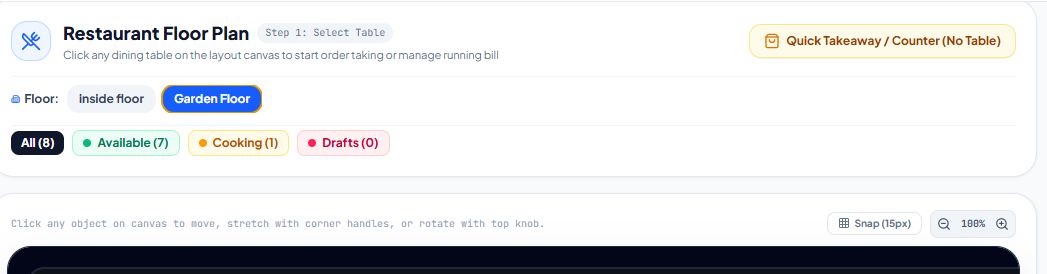 Restaurant Floor Plan Step 1: Select Table
Click any dining table on the layout canvas to start order taking or manage running bill
Quick Takeaway / Counter (No Table)
Floor: inside floor Garden Floor
All (8) Available (7) Cooking (1) Drafts (0)
Click any object on canvas to move, stretch with corner handles, or rotate with top knob.
Snap (15px) 100%